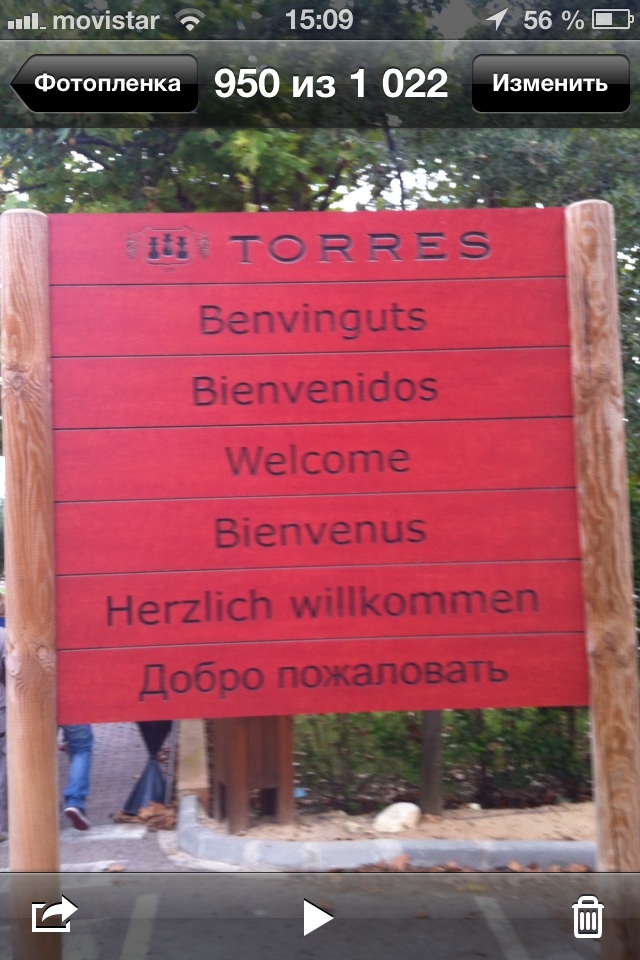 movistar 15:09 56 %
Фотопленка 950 из 1 022 Изменить
TORRES
Benvinguts
Bienvenidos
Welcome
Bienvenus
Herzlich willkommen
Добро пожаловать